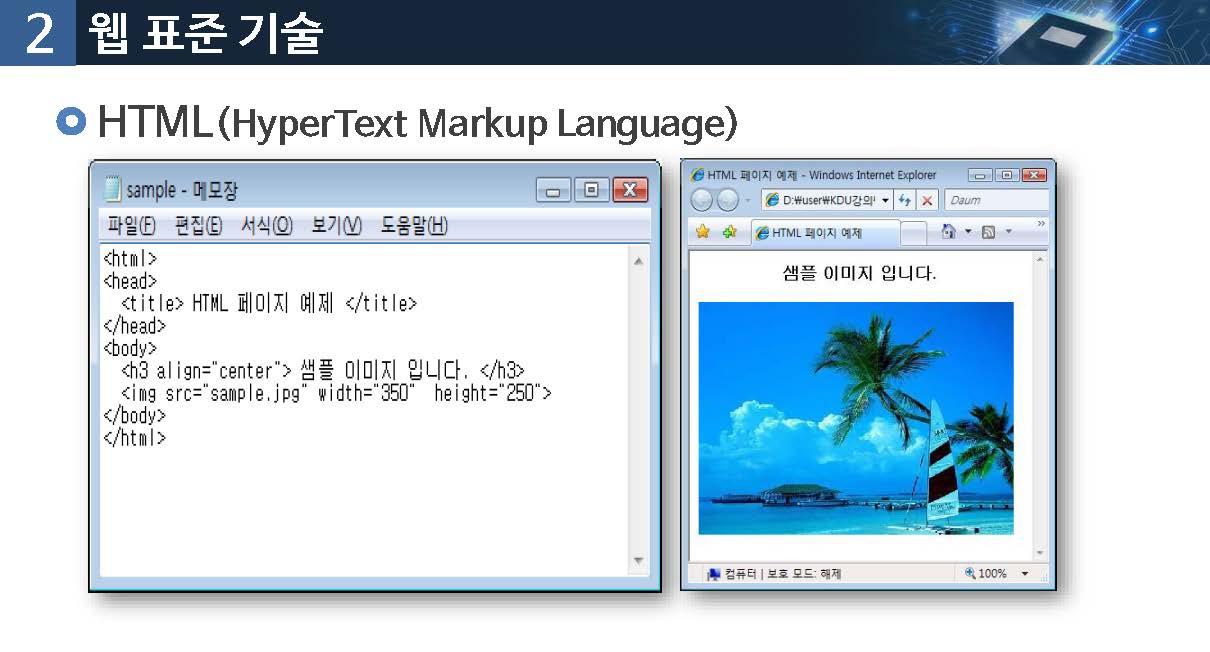 2 웹 표준 기술
HTML(HyperText Markup Language)
sample - 메모장
파일(F) 편집(E) 서식(O) 보기(V) 도움말(H)
<html>
<head>
<title> HTML 페이지 예제 </title>
</head>
<body>
<h3 align="center"> 샘플 이미지 입니다. </h3>
<img src="sample.jpg" width="350" height="250">
</body>
</html>
HTML 페이지 예제 - Windows Internet Explorer
D:₩user₩KDU강의 Daum
HTML 페이지 예제
샘플 이미지 입니다.
컴퓨터 | 보호 모드: 해제 100%